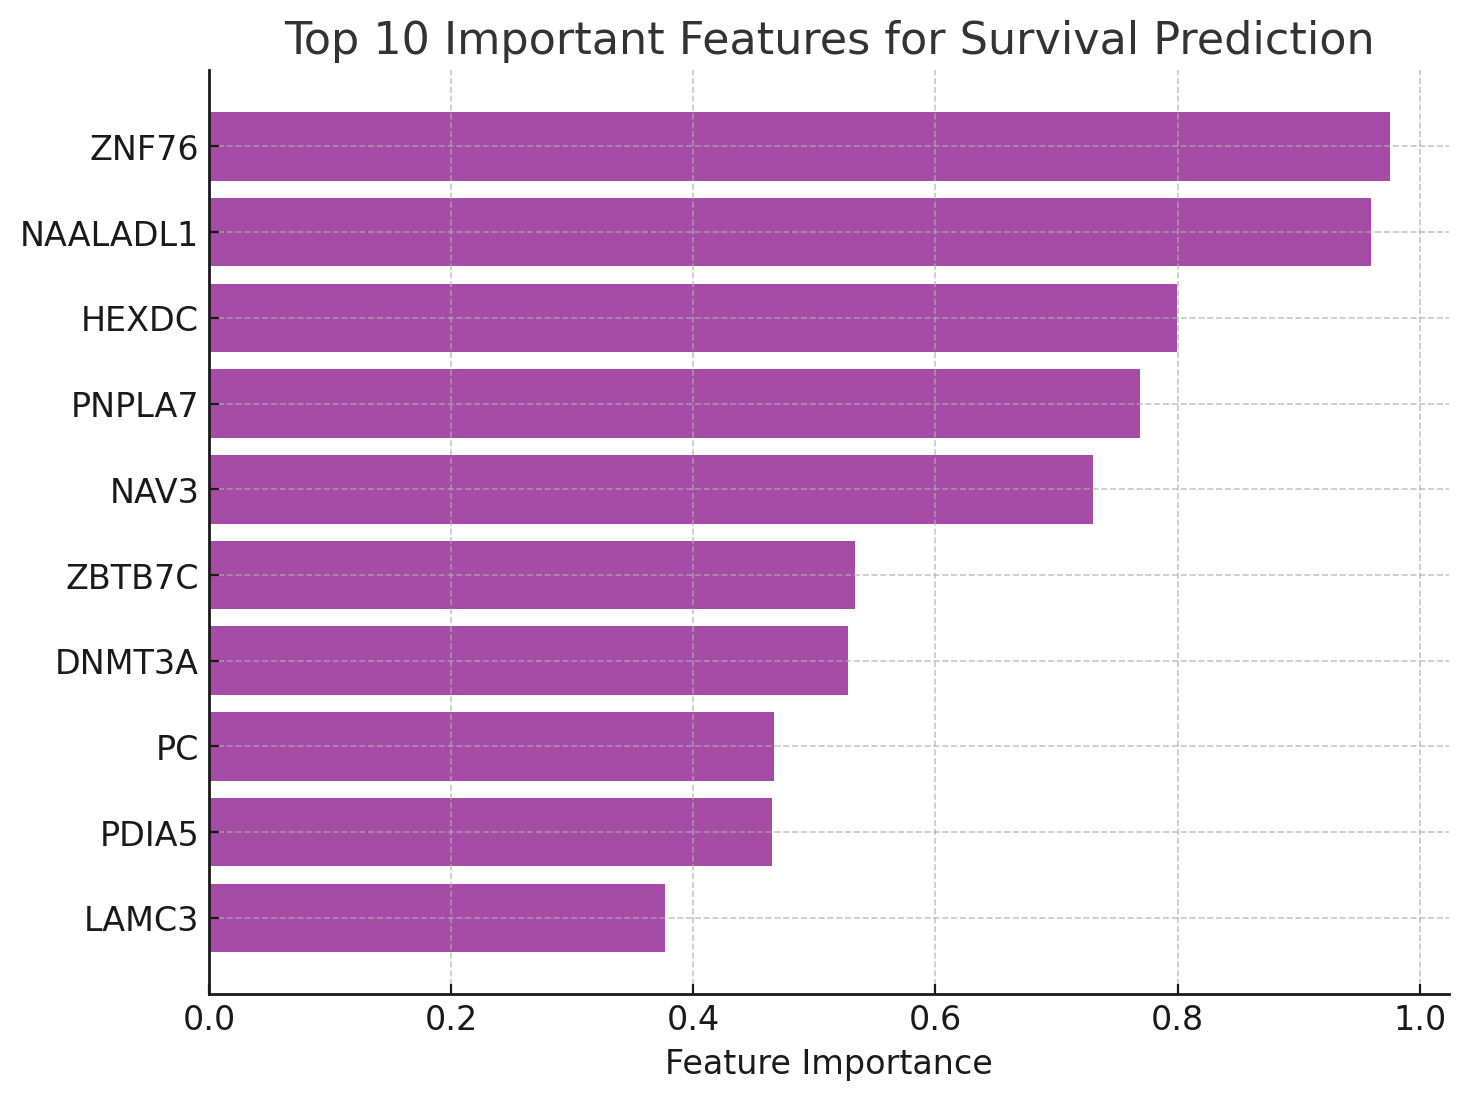 Top 10 Important Features for Survival Prediction
ZNF76
NAALADL1
HEXDC
PNPLA7
NAV3
ZBTB7C
DNMT3A
PC
PDIA5
LAMC3
0.0 0.2 0.4 0.6 0.8 1.0
Feature Importance